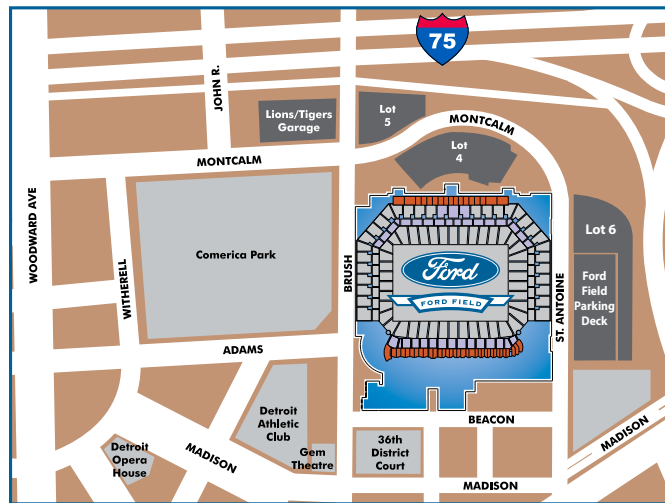 75
JOHN R.
Lions/Tigers
Garage
Lot
5
MONTCALM
Lot
4
MONTCALM
WOODWARD AVE
WITHERELL
Comerica Park
BRUSH
Ford
FORD FIELD
ST. ANTOINE
Lot 6
Ford
Field
Parking
Deck
ADAMS
Detroit
Athletic
Club
Gem
Theatre
BEACON
36th
District
Court
MADISON
Detroit
Opera
House
MADISON
MADISON